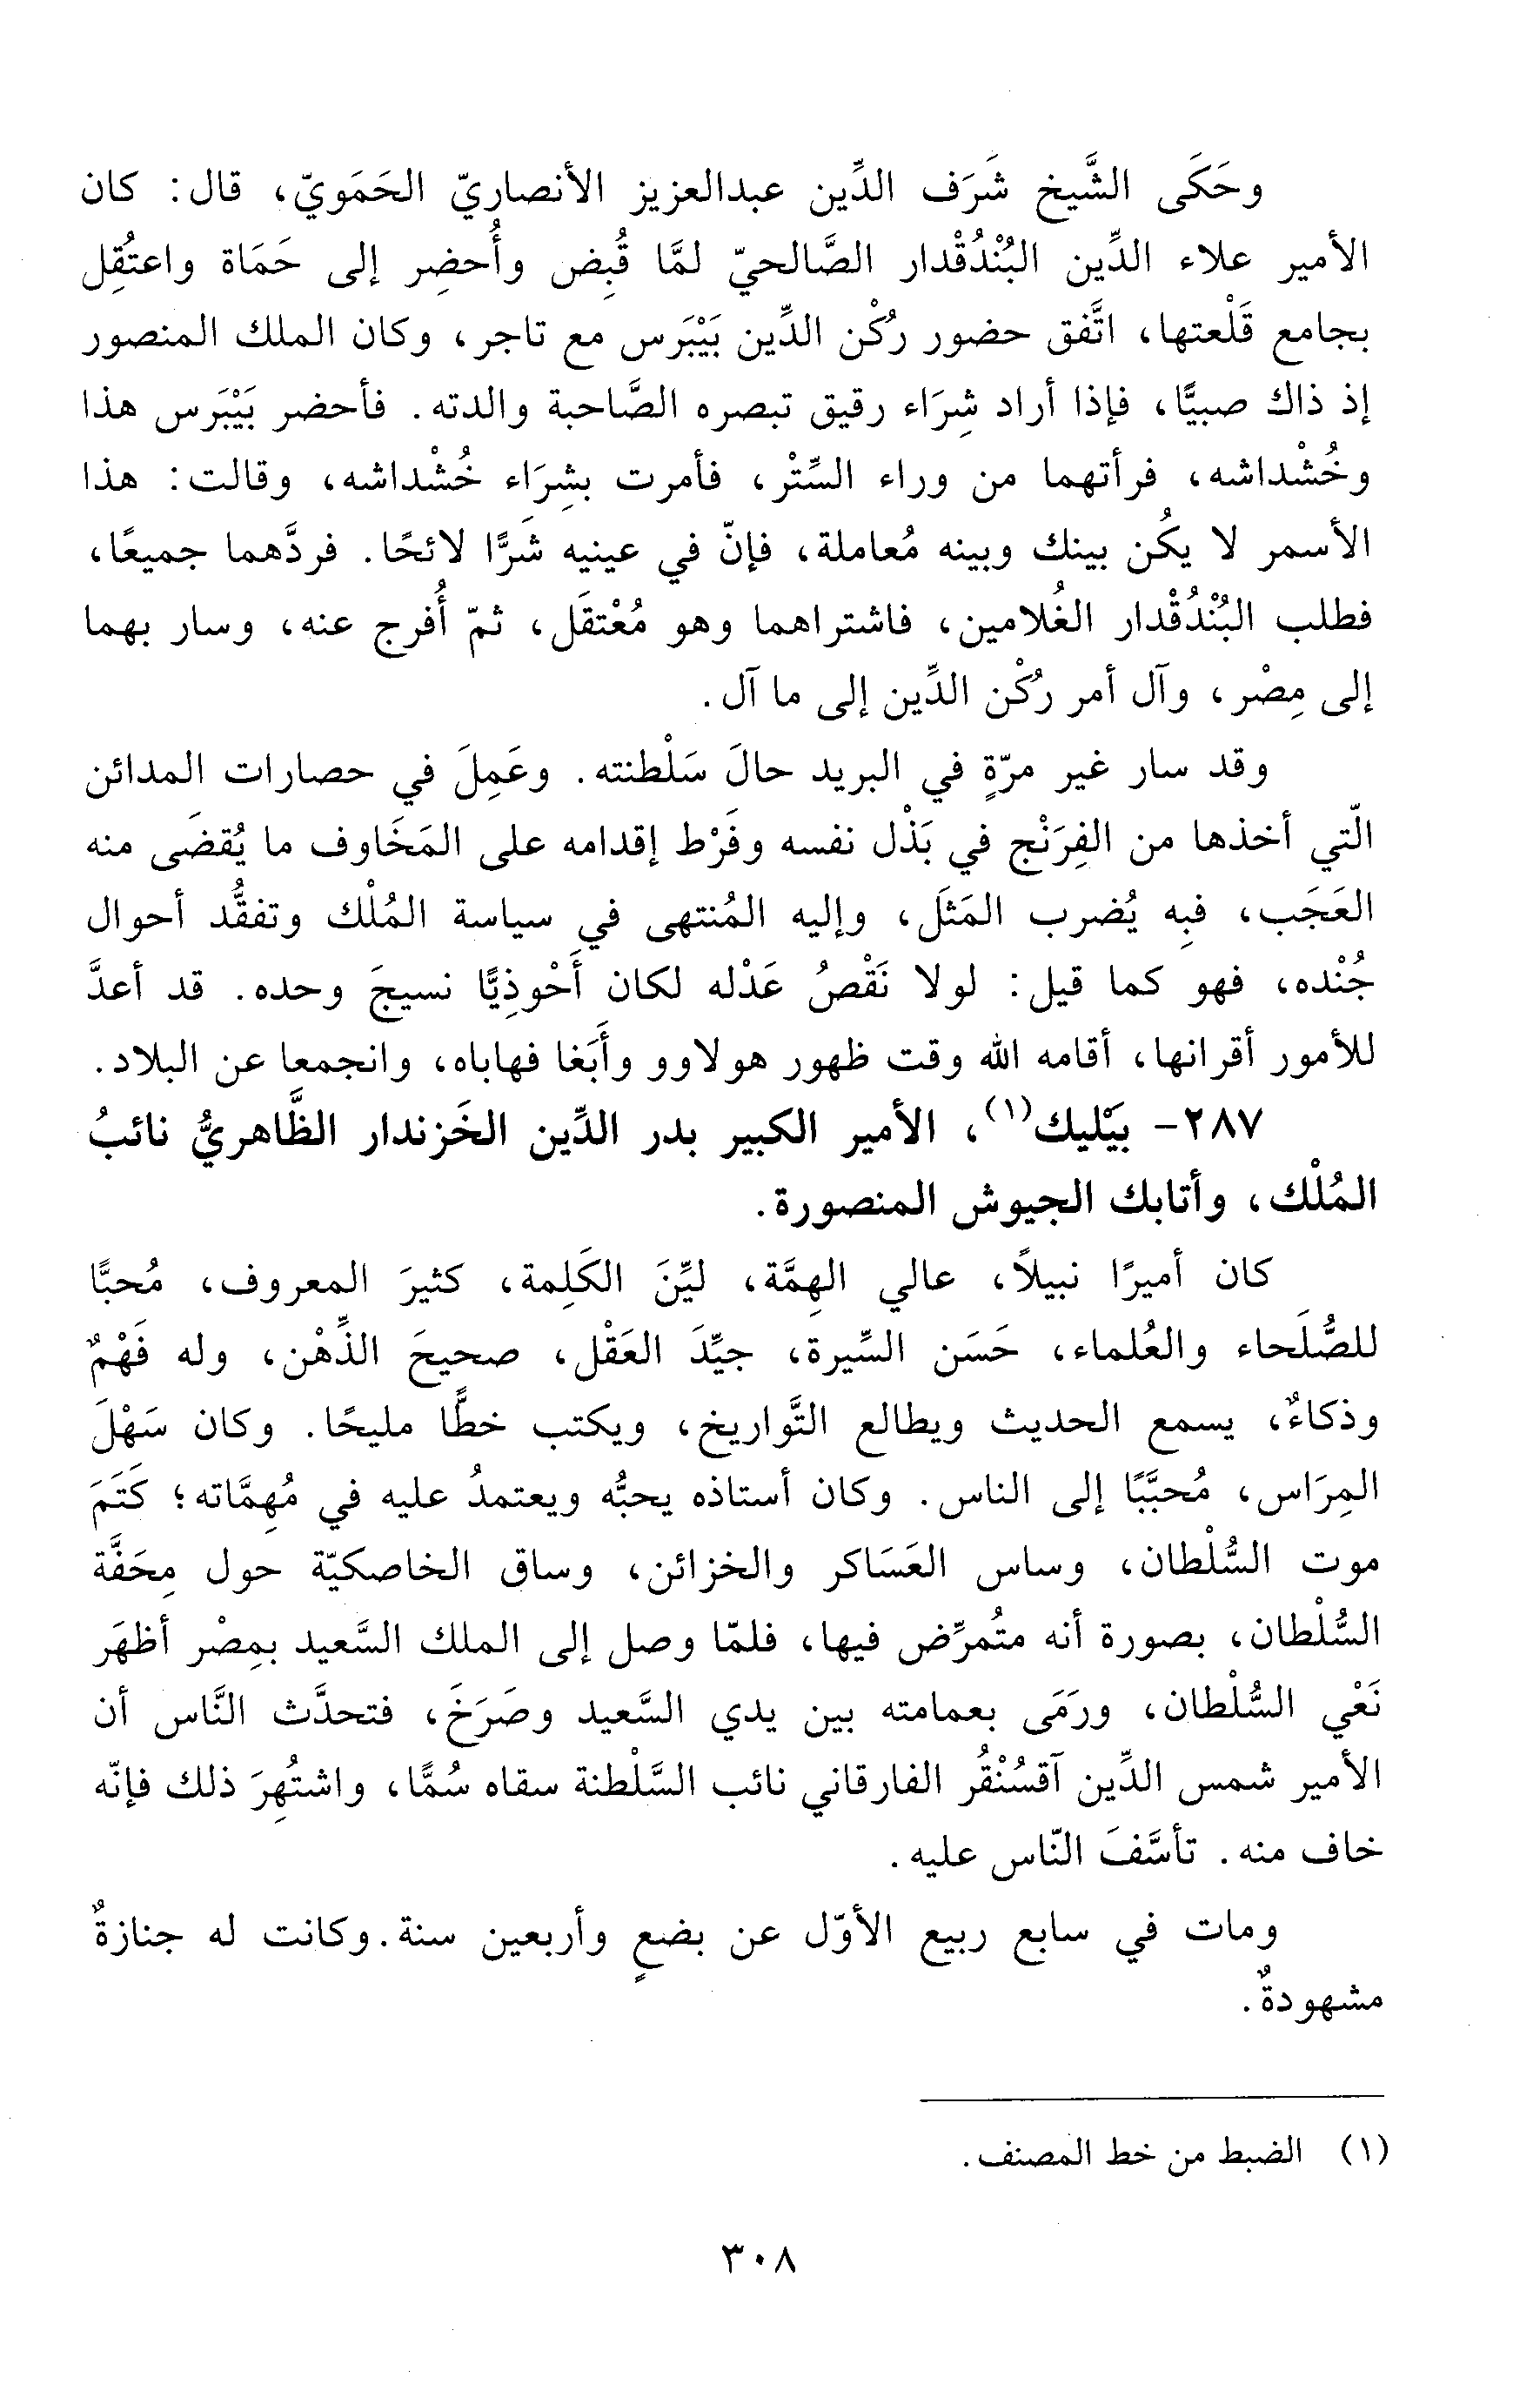 وحَكَى الشَّيخ شَرَف الدِّين عبدالعزيز الأنصاريّ الحَمَويّ، قال: كان
الأمير علاء الدِّين البُنْدُقْدار الصَّالحيّ لمَّا قُبِض وأُحضِر إلى حَمَاة واعتُقِل
بجامع قَلْعتها، اتَّفق حضور رُكْن الدِّين بَيْبَرس مع تاجر، وكان الملك المنصور
إذ ذاك صبيًّا، فإذا أراد شِرَاء رقيق تبصره الصَّاحبة والدته. فأحضر بَيْبَرس هذا
وخُشْداشه، فرأتهما من وراء السِّتْر، فأمرت بشِرَاء خُشْداشه، وقالت: هذا
الأسمر لا يكُن بينك وبينه مُعاملة، فإنّ في عينيه شَرًّا لائحًا. فردَّهما جميعًا،
فطلب البُنْدُقْدار الغُلامين، فاشتراهما وهو مُعْتقَل، ثمّ أُفرج عنه، وسار بهما
إلى مِصْر، وآل أمر رُكْن الدِّين إلى ما آل.
وقد سار غير مرّةٍ في البريد حالَ سَلْطنته. وعَمِلَ في حصارات المدائن
الّتي أخذها من الفِرَنْج في بَذْل نفسه وفَرْط إقدامه على المَخَاوف ما يُقضَى منه
العَجَب، فبِه يُضرب المَثَل، وإليه المُنتهى في سياسة المُلْك وتفقُّد أحوال
جُنْده، فهو كما قيل: لولا نَقْصُ عَدْله لكان أَحْوذِيًّا نسيجَ وحده. قد أعدَّ
للأمور أقرانها، أقامه الله وقت ظهور هولاوو وأَبَغا فهاباه، وانجمعا عن البلاد.
٢٨٧- بَيْليك(١)، الأمير الكبير بدر الدِّين الخَزندار الظَّاهريُّ نائبُ
المُلْك، وأتابك الجيوش المنصورة.
كان أميرًا نبيلاً، عالي الهِمَّة، ليِّنَ الكَلِمة، كثيرَ المعروف، مُحبًّا
للصُّلَحاء والعُلماء، حَسَن السِّيرة، جيِّدَ العَقْل، صحيحَ الذِّهْن، وله فَهْمٌ
وذكاءٌ، يسمع الحديث ويطالع التَّواريخ، ويكتب خطًّا مليحًا. وكان سَهْلَ
المِرَاس، مُحبَّبًا إلى الناس. وكان أستاذه يحبُّه ويعتمدُ عليه في مُهِمَّاته؛ كَتَمَ
موت السُّلْطان، وساس العَسَاكر والخزائن، وساق الخاصكيّة حول مِحَفَّة
السُّلْطان، بصورة أنه متُمرِّض فيها، فلمّا وصل إلى الملك السَّعيد بمِصْر أظهَر
نَعْي السُّلْطان، ورَمَى بعمامته بين يدي السَّعيد وصَرَخَ، فتحدَّث النَّاس أن
الأمير شمس الدِّين آقسُنْقُر الفارقاني نائب السَّلْطنة سقاه سُمًّا، واشتُهِرَ ذلك فإنّه
خاف منه. تأسَّفَ النّاس عليه.
ومات في سابع ربيع الأوّل عن بضعٍ وأربعين سنة.وكانت له جنازةٌ
مشهودةٌ.
(١) الضبط من خط المصنف.
٣٠٨